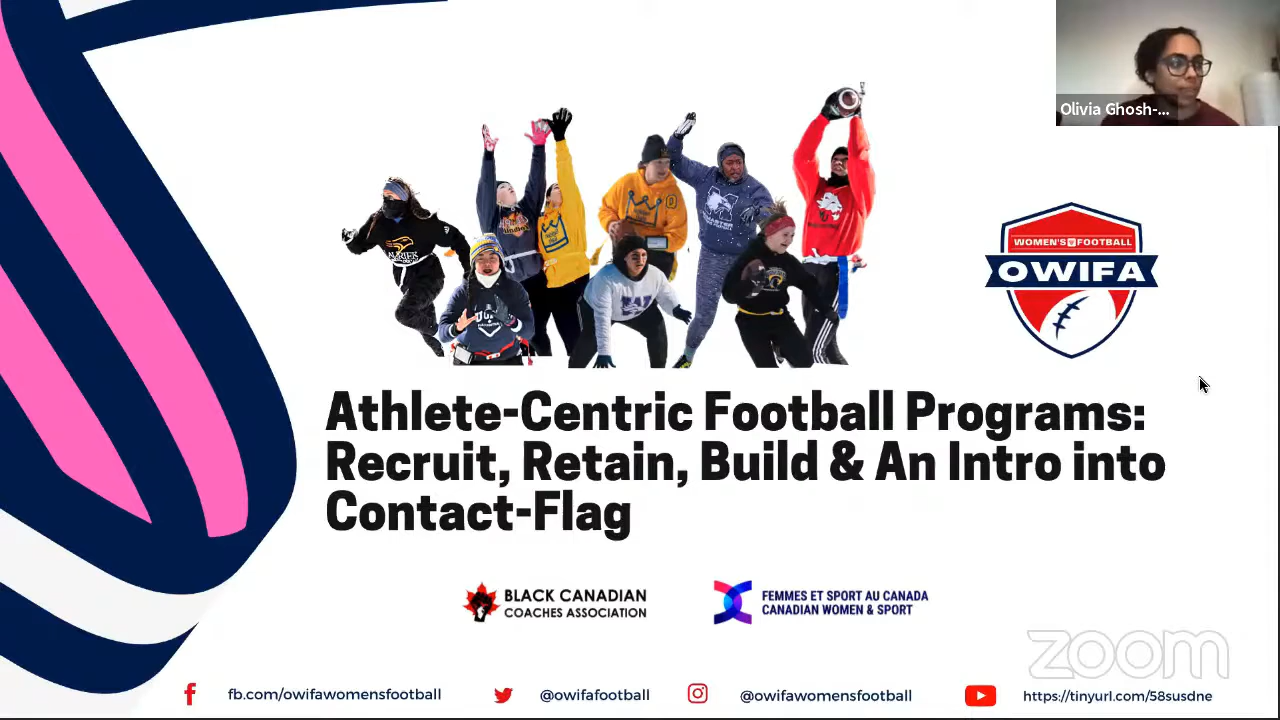 Olivia Ghosh-...
WOMEN'S FOOTBALL
OWIFA
Athlete-Centric Football Programs:
Recruit, Retain, Build & An Intro into
Contact-Flag
BLACK CANADIAN
COACHES ASSOCIATION
FEMMES ET SPORT AU CANADA
CANADIAN WOMEN & SPORT
zoom
fb.com/owifawomensfootball
@owifafootball
@owifawomensfootball
https://tinyurl.com/58susdne